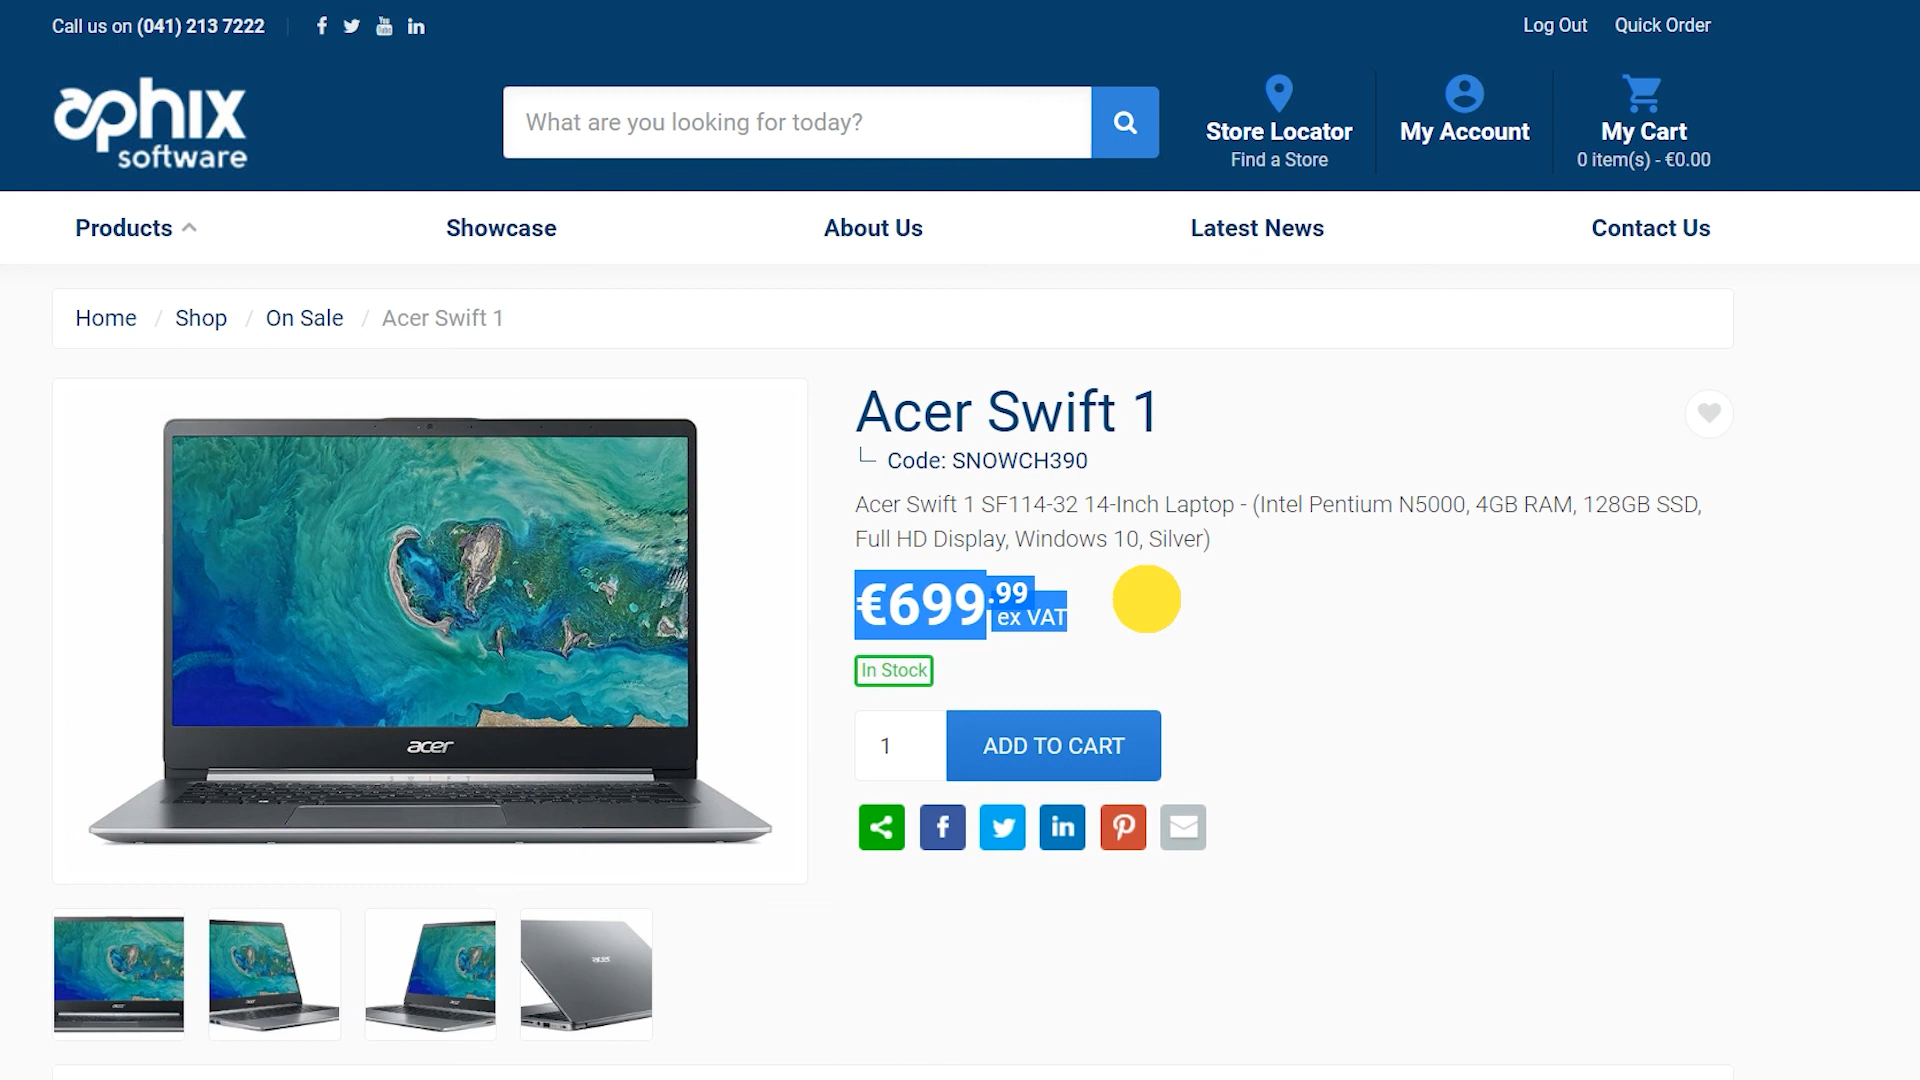 Call us on (041) 213 7222
Log Out Quick Order
aphix
software
What are you looking for today?
Store Locator
Find a Store
My Account
My Cart
0 item(s) - €0.00
Products Showcase About Us Latest News Contact Us
Home / Shop / On Sale / Acer Swift 1
Acer Swift 1
Code: SNOWCH390
Acer Swift 1 SF114-32 14-Inch Laptop - (Intel Pentium N5000, 4GB RAM, 128GB SSD,
Full HD Display, Windows 10, Silver)
€699.99 ex VAT
In Stock
1 ADD TO CART
acer
SWIFT